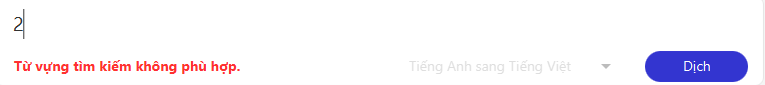 2
Từ vựng tìm kiếm không phù hợp. Tiếng Anh sang Tiếng Việt Dịch